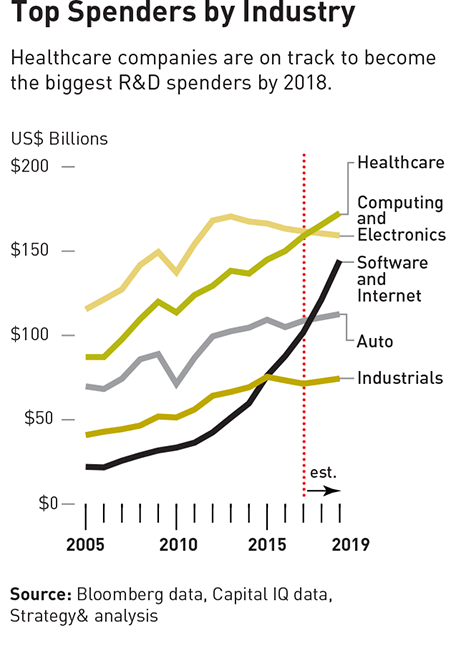 Top Spenders by Industry
Healthcare companies are on track to become
the biggest R&D spenders by 2018.
US$ Billions
$200
Healthcare
Computing
and
Electronics
$150
Software
and
Internet
$100
Auto
Industrials
$50
est.
$0
2005 2010 2015 2019
Source: Bloomberg data, Capital IQ data,
Strategy& analysis